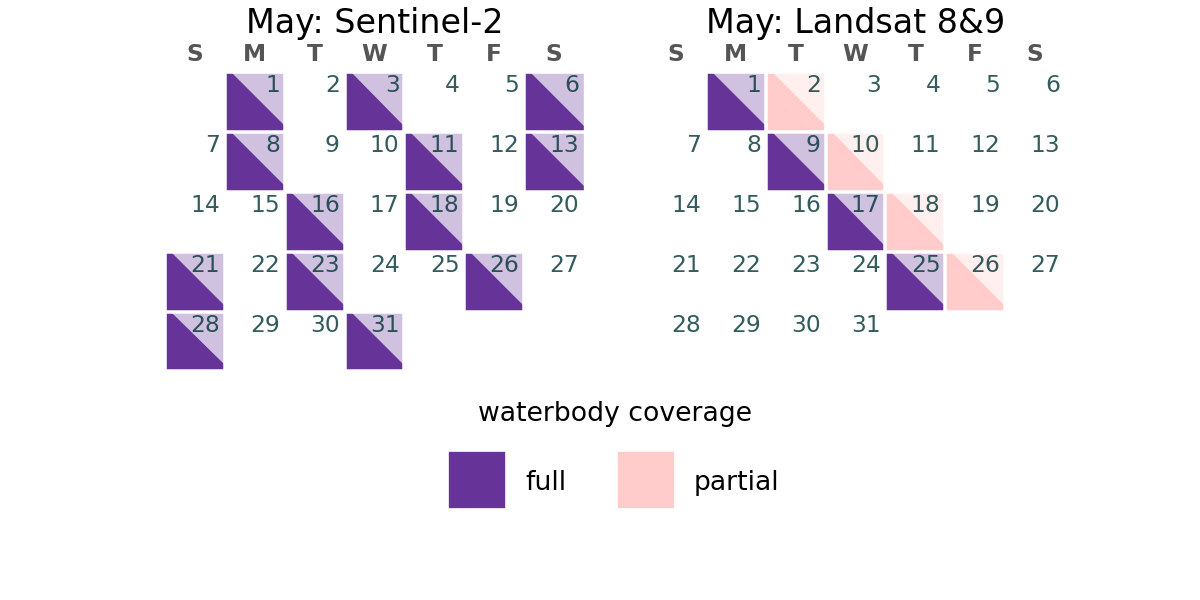 May: Sentinel-2
S M T W T F S
1 2 3 4 5 6
7 8 9 10 11 12 13
14 15 16 17 18 19 20
21 22 23 24 25 26 27
28 29 30 31
May: Landsat 8&9
S M T W T F S
1 2 3 4 5 6
7 8 9 10 11 12 13
14 15 16 17 18 19 20
21 22 23 24 25 26 27
28 29 30 31
waterbody coverage
full partial